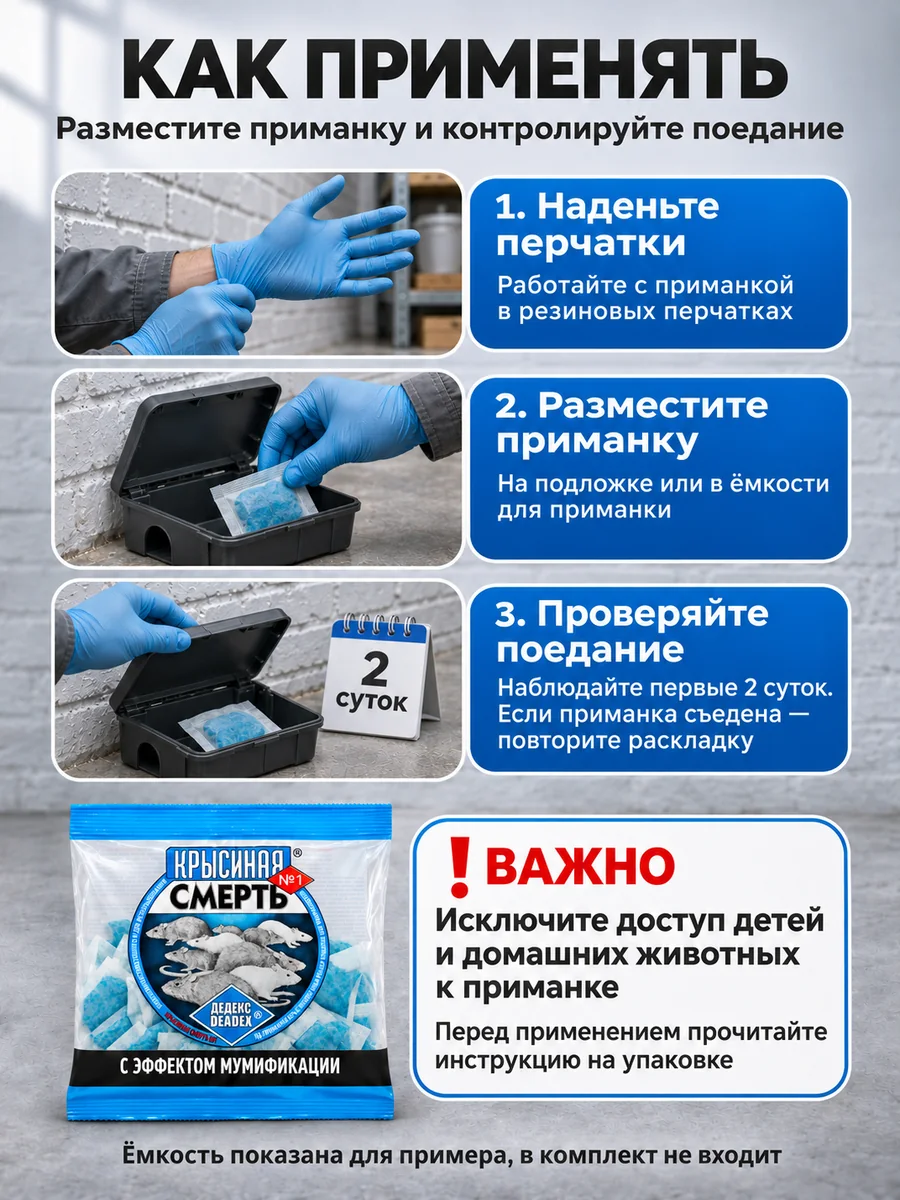 КАК ПРИМЕНЯТЬ
Разместите приманку и контролируйте поедание
1. Наденьте
перчатки
Работайте с приманкой
в резиновых перчатках
2. Разместите
приманку
На подложке или в ёмкости
для приманки
2
суток
3. Проверяйте
поедание
Наблюдайте первые 2 суток.
Если приманка съедена —
повторите раскладку
КРЫСИНАЯ®
№1
СМЕРТЬ
ДЕДЕКС
DEADEX®
С ЭФФЕКТОМ МУМИФИКАЦИИ
! ВАЖНО
Исключите доступ детей
и домашних животных
к приманке
Перед применением прочитайте
инструкцию на упаковке
Ёмкость показана для примера, в комплект не входит